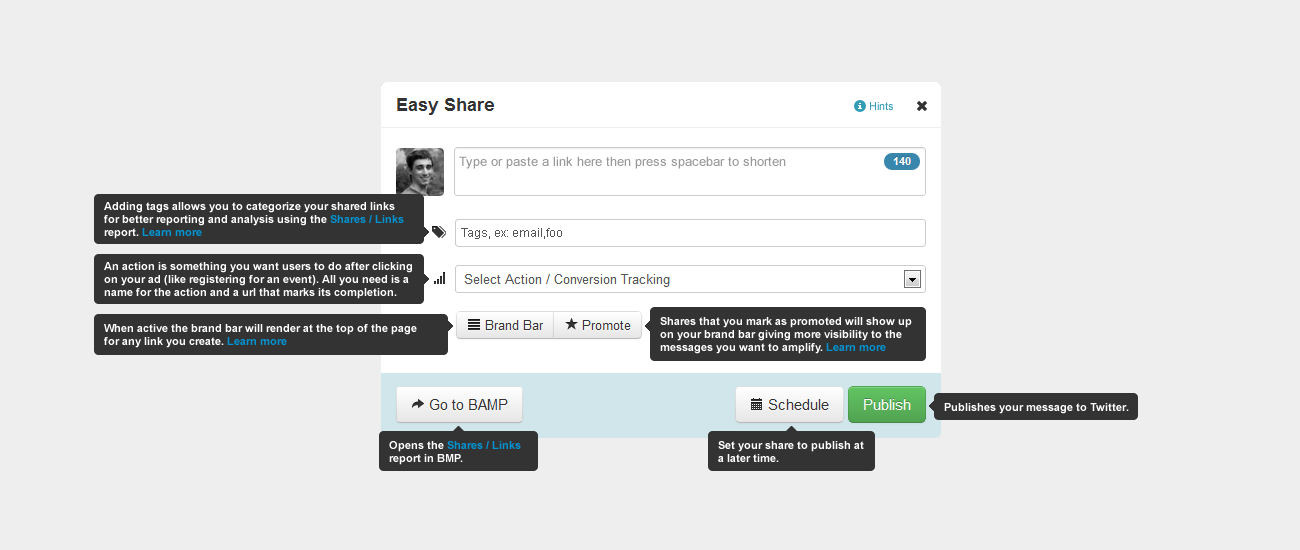 Easy Share
Hints
Type or paste a link here then press spacebar to shorten
140
Adding tags allows you to categorize your shared links
for better reporting and analysis using the Shares / Links
report. Learn more
Tags, ex: email,foo
An action is something you want users to do after clicking
on your ad (like registering for an event). All you need is a
name for the action and a url that marks its completion.
Select Action / Conversion Tracking
When active the brand bar will render at the top of the page
for any link you create. Learn more
Brand Bar
Promote
Shares that you mark as promoted will show up
on your brand bar giving more visibility to the
messages you want to amplify. Learn more
Go to BAMP
Schedule
Publish
Publishes your message to Twitter.
Opens the Shares / Links
report in BMP.
Set your share to publish at
a later time.